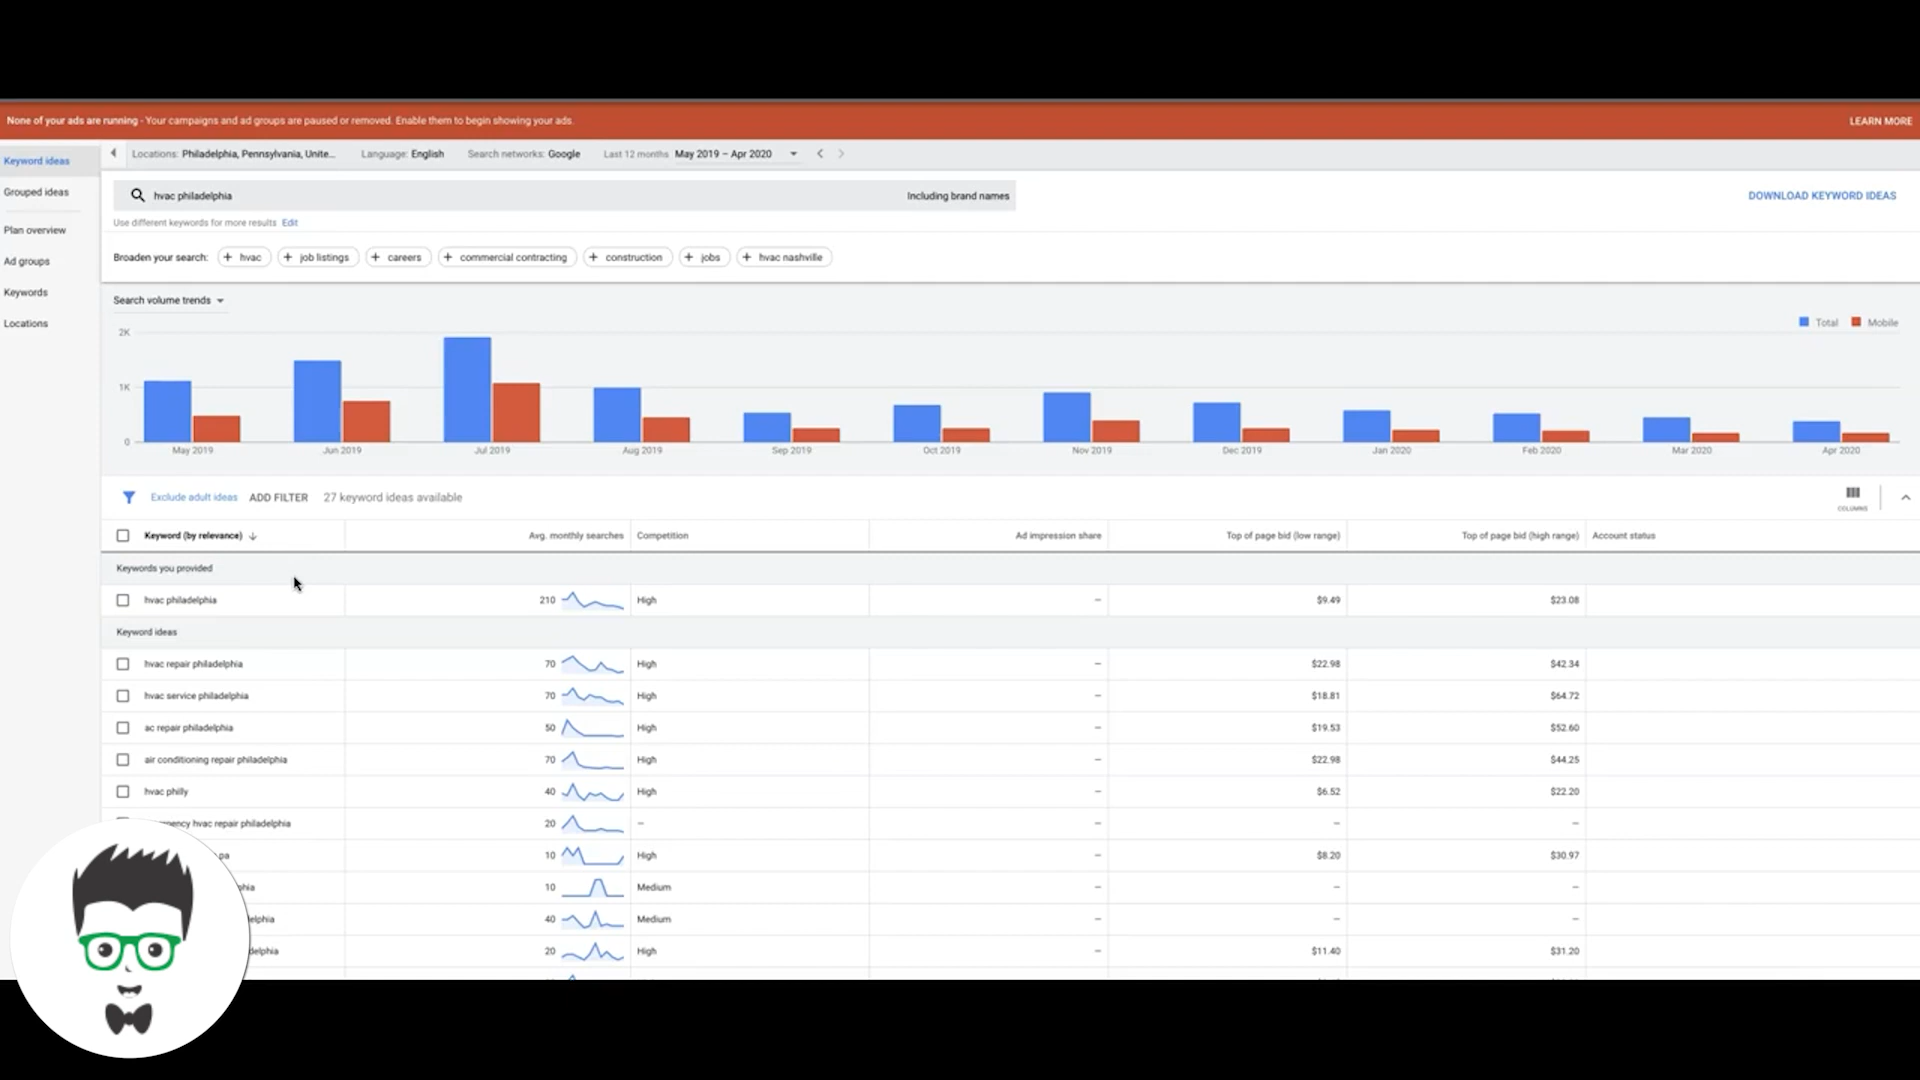 None of your ads are running - Your campaigns and ad groups are paused or removed. Enable them to begin showing your ads. LEARN MORE
Keyword ideas
Grouped ideas
Plan overview
Ad groups
Keywords
Locations
Locations: Philadelphia, Pennsylvania, Unite... Language: English Search networks: Google Last 12 months May 2019 – Apr 2020
hvac philadelphia Including brand names DOWNLOAD KEYWORD IDEAS
Use different keywords for more results Edit
Broaden your search: + hvac + job listings + careers + commercial contracting + construction + jobs + hvac nashville
Search volume trends
Total Mobile
2K
1K
0
May 2019 Jun 2019 Jul 2019 Aug 2019 Sep 2019 Oct 2019 Nov 2019 Dec 2019 Jan 2020 Feb 2020 Mar 2020 Apr 2020
Exclude adult ideas ADD FILTER 27 keyword ideas available COLUMNS
Keyword (by relevance) Avg. monthly searches Competition Ad impression share Top of page bid (low range) Top of page bid (high range) Account status
Keywords you provided
hvac philadelphia 210 High – $9.49 $23.08
Keyword ideas
hvac repair philadelphia 70 High – $22.98 $42.34
hvac service philadelphia 70 High – $18.81 $64.72
ac repair philadelphia 50 High – $19.53 $52.60
air conditioning repair philadelphia 70 High – $22.98 $44.25
hvac philly 40 High – $6.52 $22.20
hvac repair philadelphia 20 – – – –
pa 10 High – $8.20 $30.97
10 Medium – – –
40 Medium – – –
20 High – $11.40 $31.20